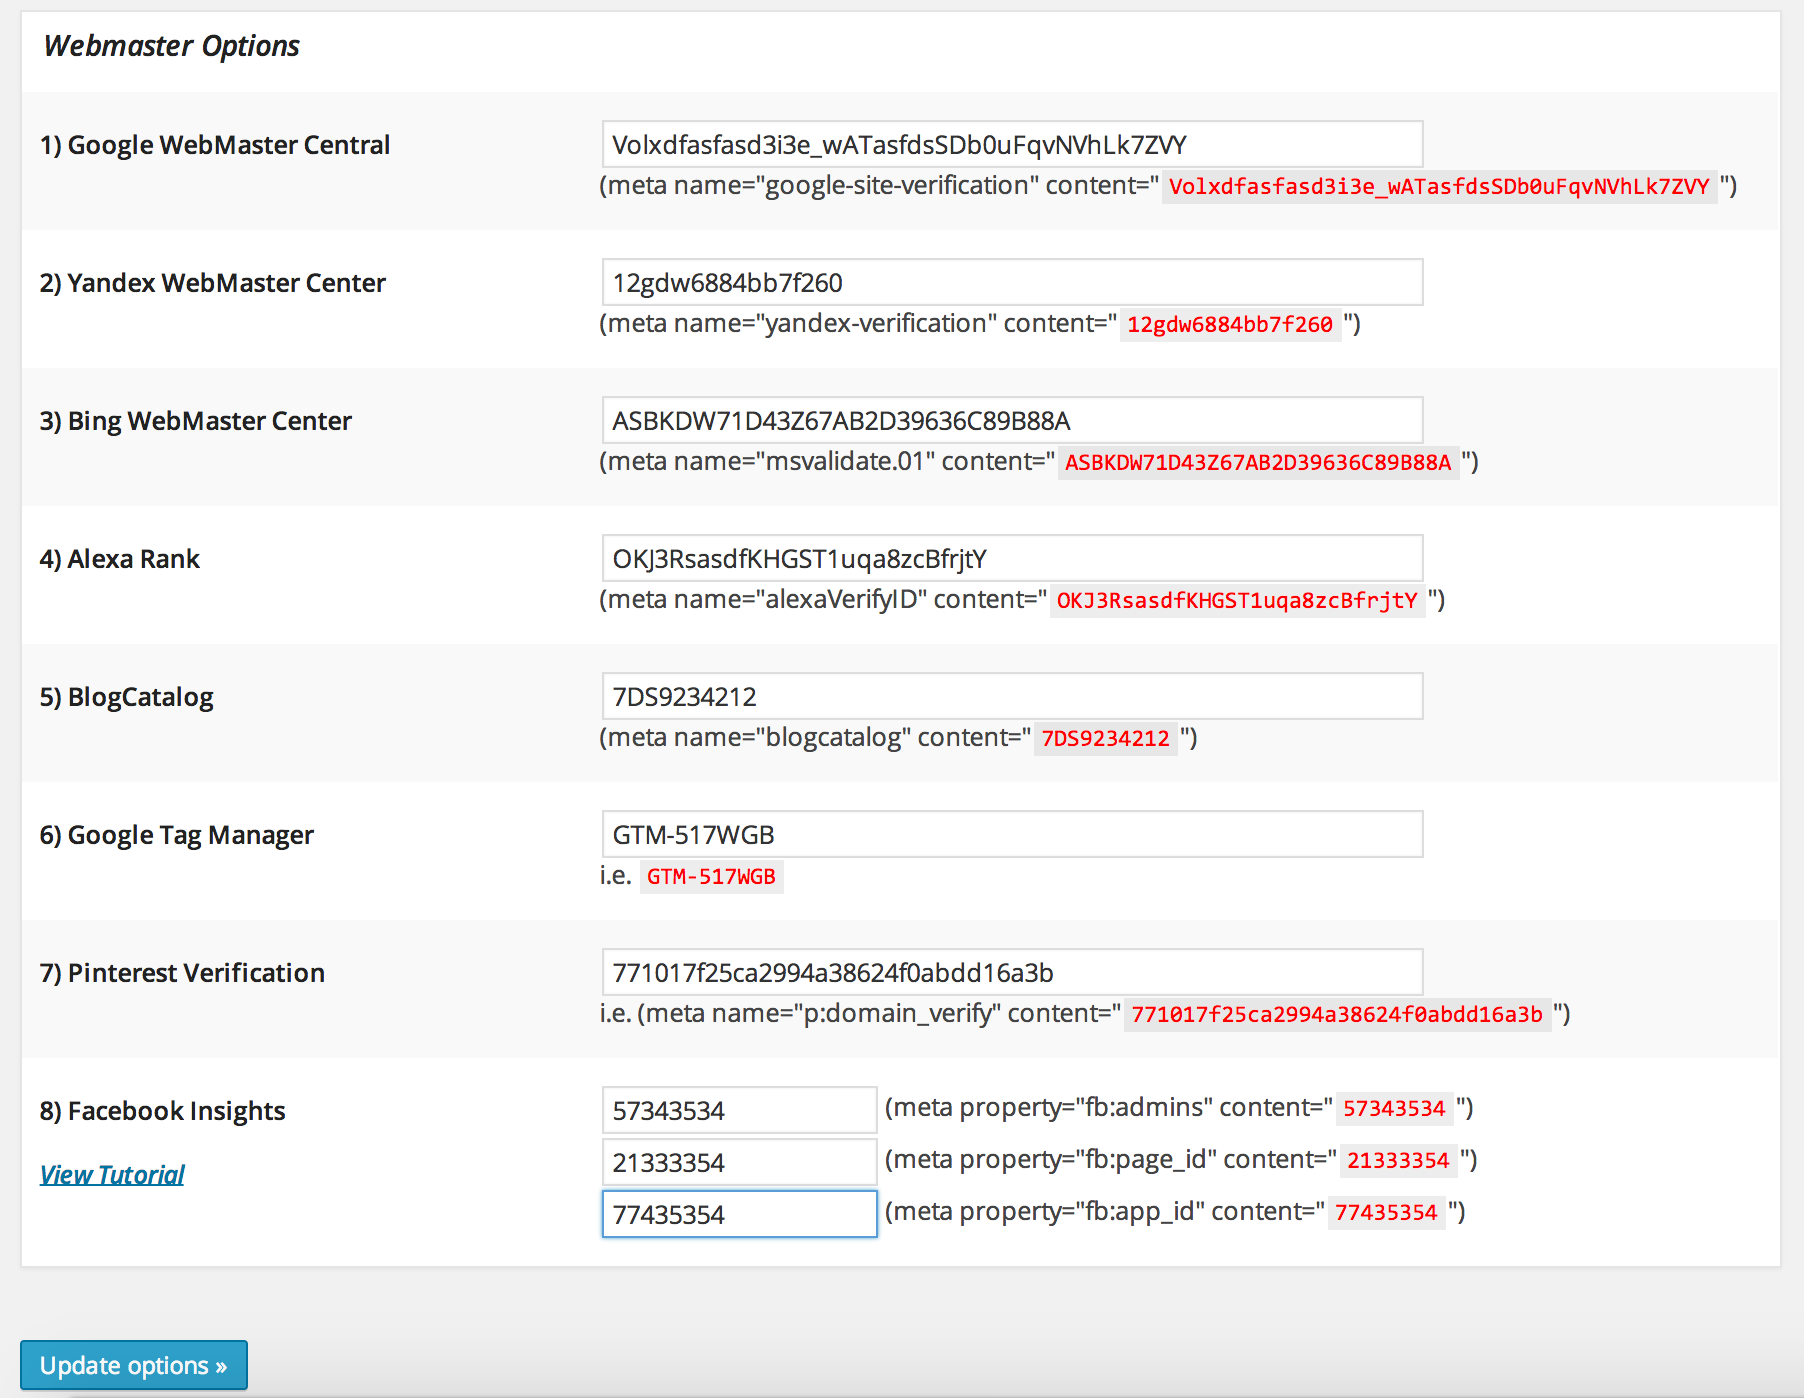 Webmaster Options
1) Google WebMaster Central
Volxdfasfasd3i3e_wATasfdsSDb0uFqvNVhLk7ZVY
(meta name="google-site-verification" content=" Volxdfasfasd3i3e_wATasfdsSDb0uFqvNVhLk7ZVY ")
2) Yandex WebMaster Center
12gdw6884bb7f260
(meta name="yandex-verification" content=" 12gdw6884bb7f260 ")
3) Bing WebMaster Center
ASBKDW71D43Z67AB2D39636C89B88A
(meta name="msvalidate.01" content=" ASBKDW71D43Z67AB2D39636C89B88A ")
4) Alexa Rank
OKJ3RsasdfKHGST1uqa8zcBfrjtY
(meta name="alexaVerifyID" content=" OKJ3RsasdfKHGST1uqa8zcBfrjtY ")
5) BlogCatalog
7DS9234212
(meta name="blogcatalog" content=" 7DS9234212 ")
6) Google Tag Manager
GTM-517WGB
i.e. GTM-517WGB
7) Pinterest Verification
771017f25ca2994a38624f0abdd16a3b
i.e. (meta name="p:domain_verify" content=" 771017f25ca2994a38624f0abdd16a3b ")
8) Facebook Insights
57343534 (meta property="fb:admins" content=" 57343534 ")
View Tutorial
21333354 (meta property="fb:page_id" content=" 21333354 ")
77435354 (meta property="fb:app_id" content=" 77435354 ")
Update options »